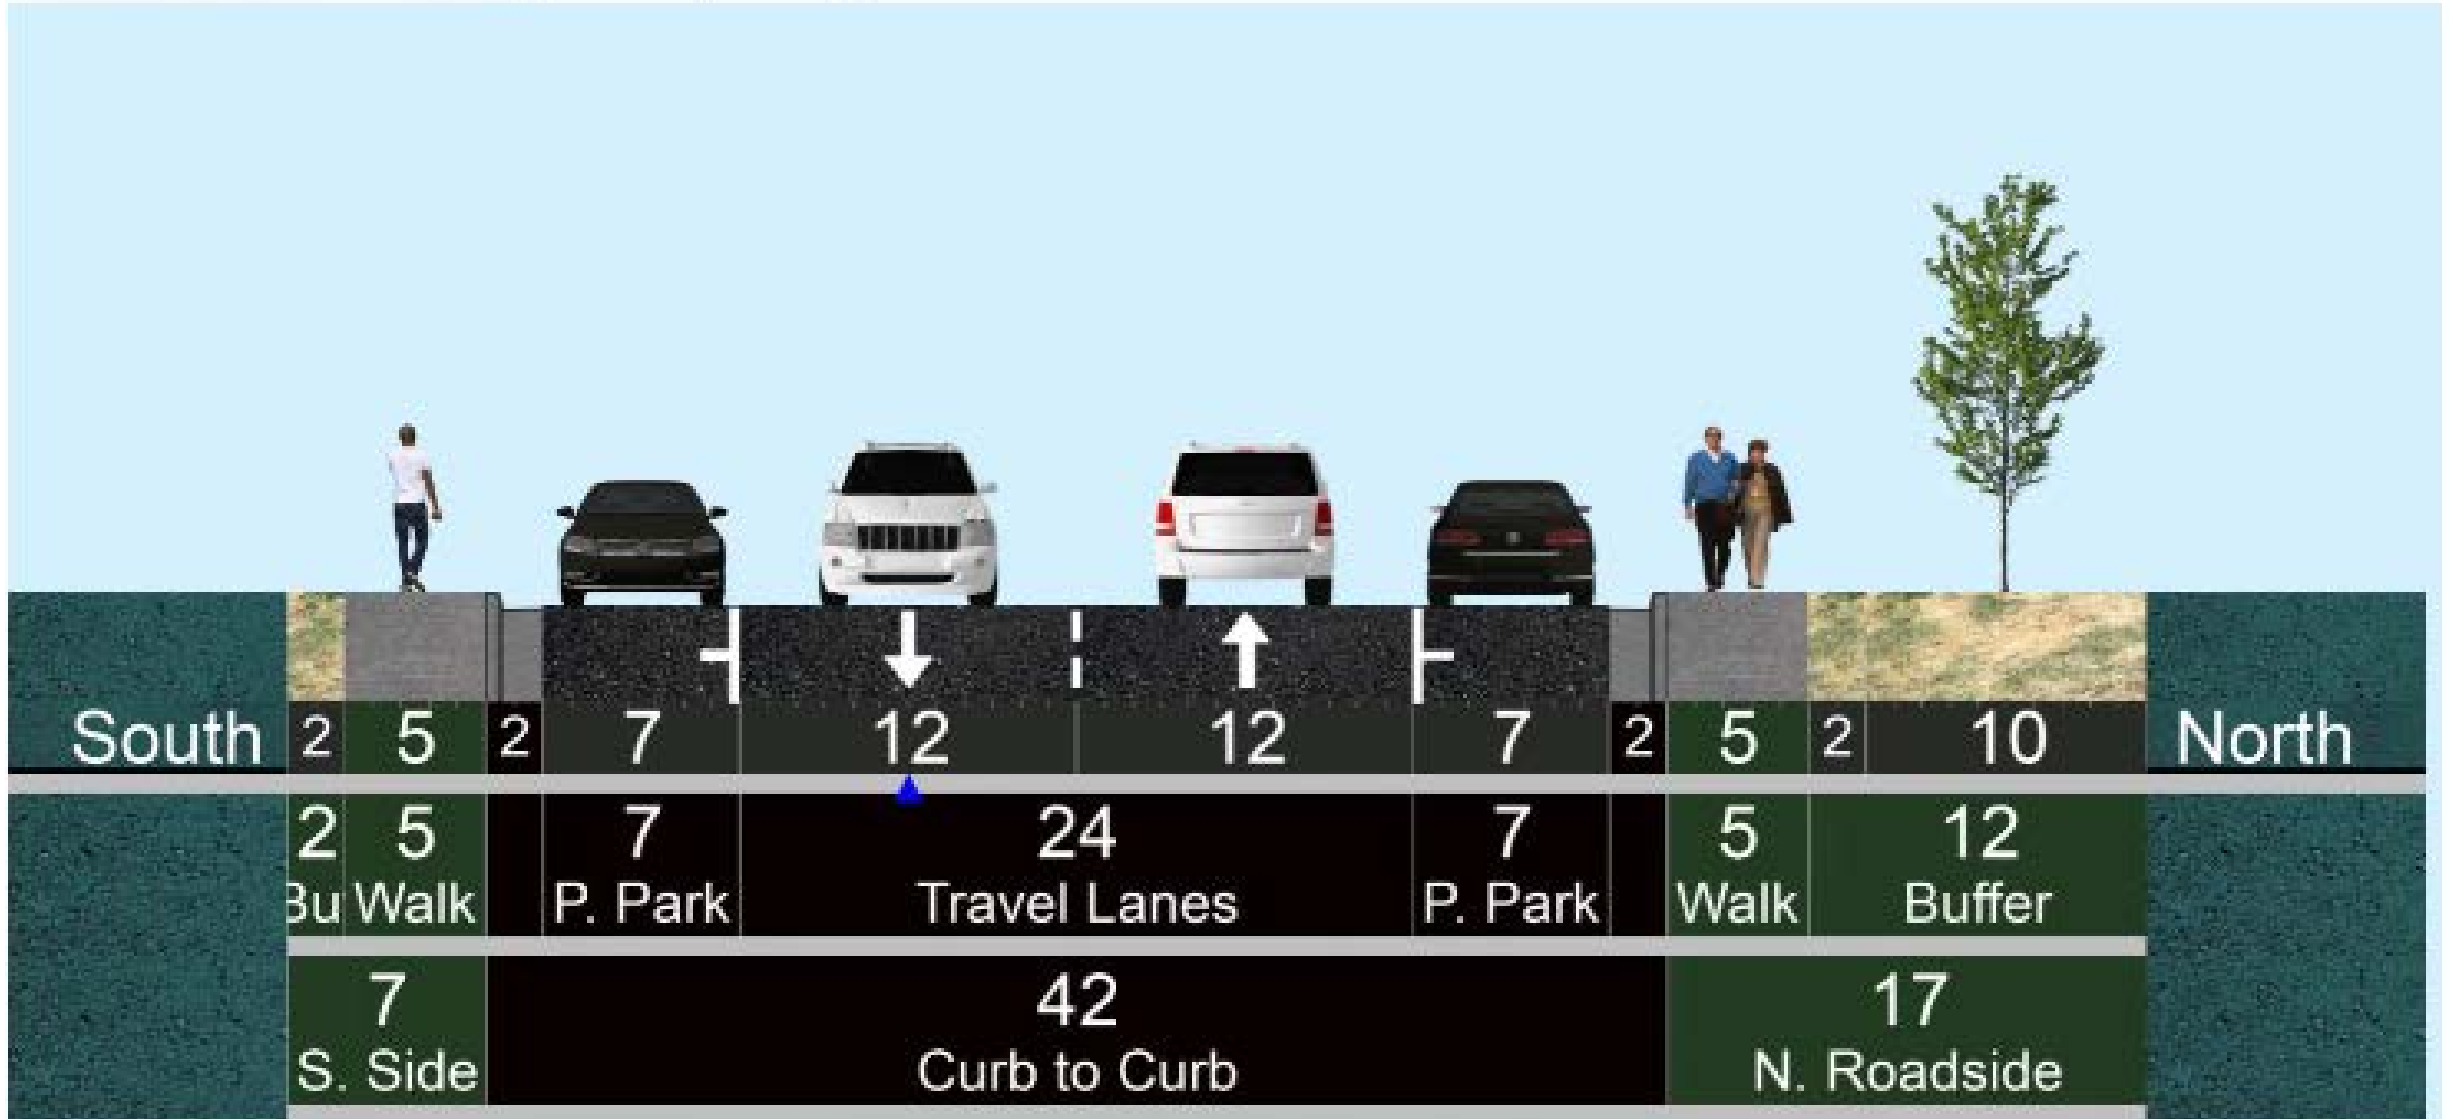 South 2 5 2 7 12 12 7 2 5 2 10 North
2 5 7 24 7 5 12
Bu Walk P. Park Travel Lanes P. Park Walk Buffer
7 42 17
S. Side Curb to Curb N. Roadside